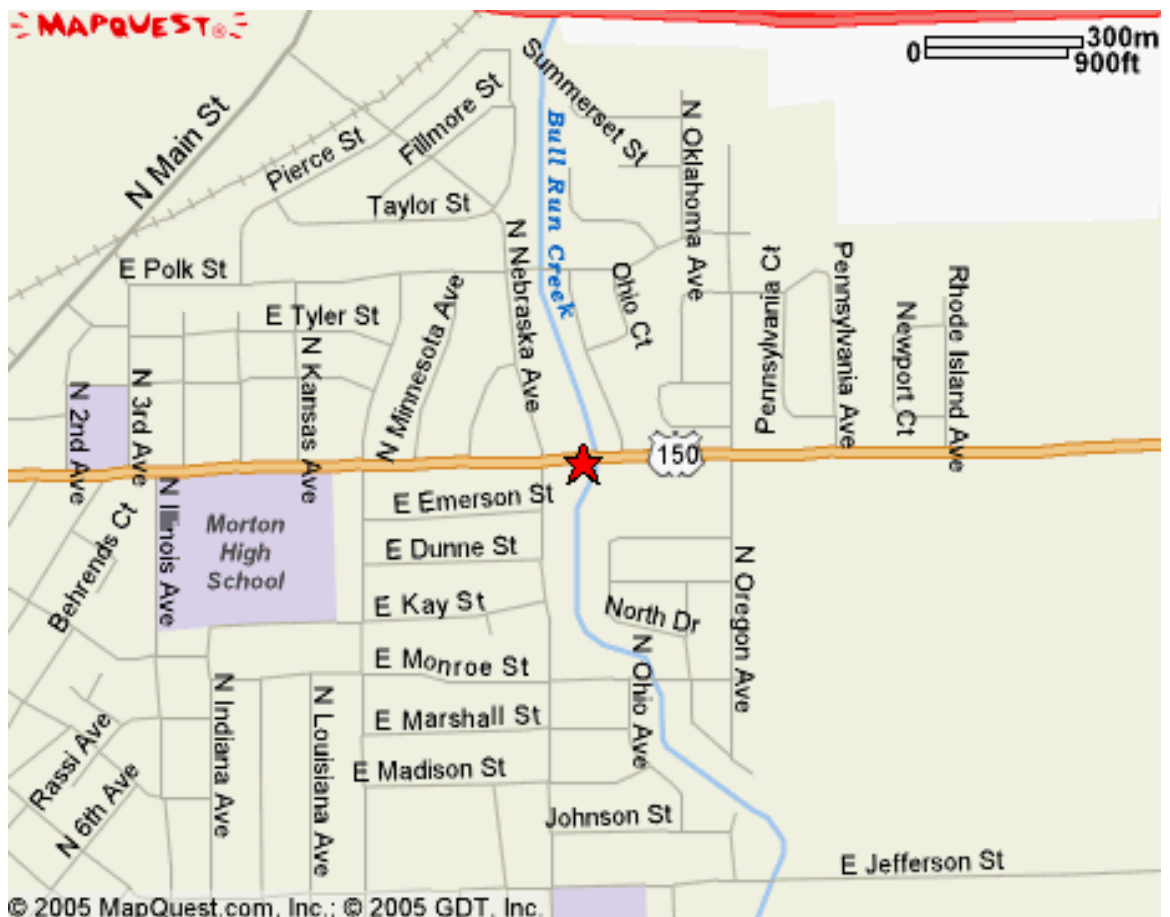 MAPQUEST®
0
300m
900ft
Summerset St
Bull Run Creek
N Main St
Pierce St
Fillmore St
Taylor St
N Oklahoma Ave
N Nebraska Ave
E Polk St
Ohio Ct
Pennsylvania Ct
Pennsylvania Ave
Newport Ct
Rhode Island Ave
E Tyler St
N Minnesota Ave
N Kansas Ave
N 2nd Ave
N 3rd Ave
150
N Illinois Ave
Behrends Ct
Morton
High
School
E Emerson St
E Dunne St
E Kay St
North Dr
N Oregon Ave
N Ohio Ave
E Monroe St
N Indiana Ave
N Louisiana Ave
E Marshall St
Rassi Ave
N 6th Ave
E Madison St
Johnson St
E Jefferson St
© 2005 MapQuest.com, Inc.; © 2005 GDT, Inc.